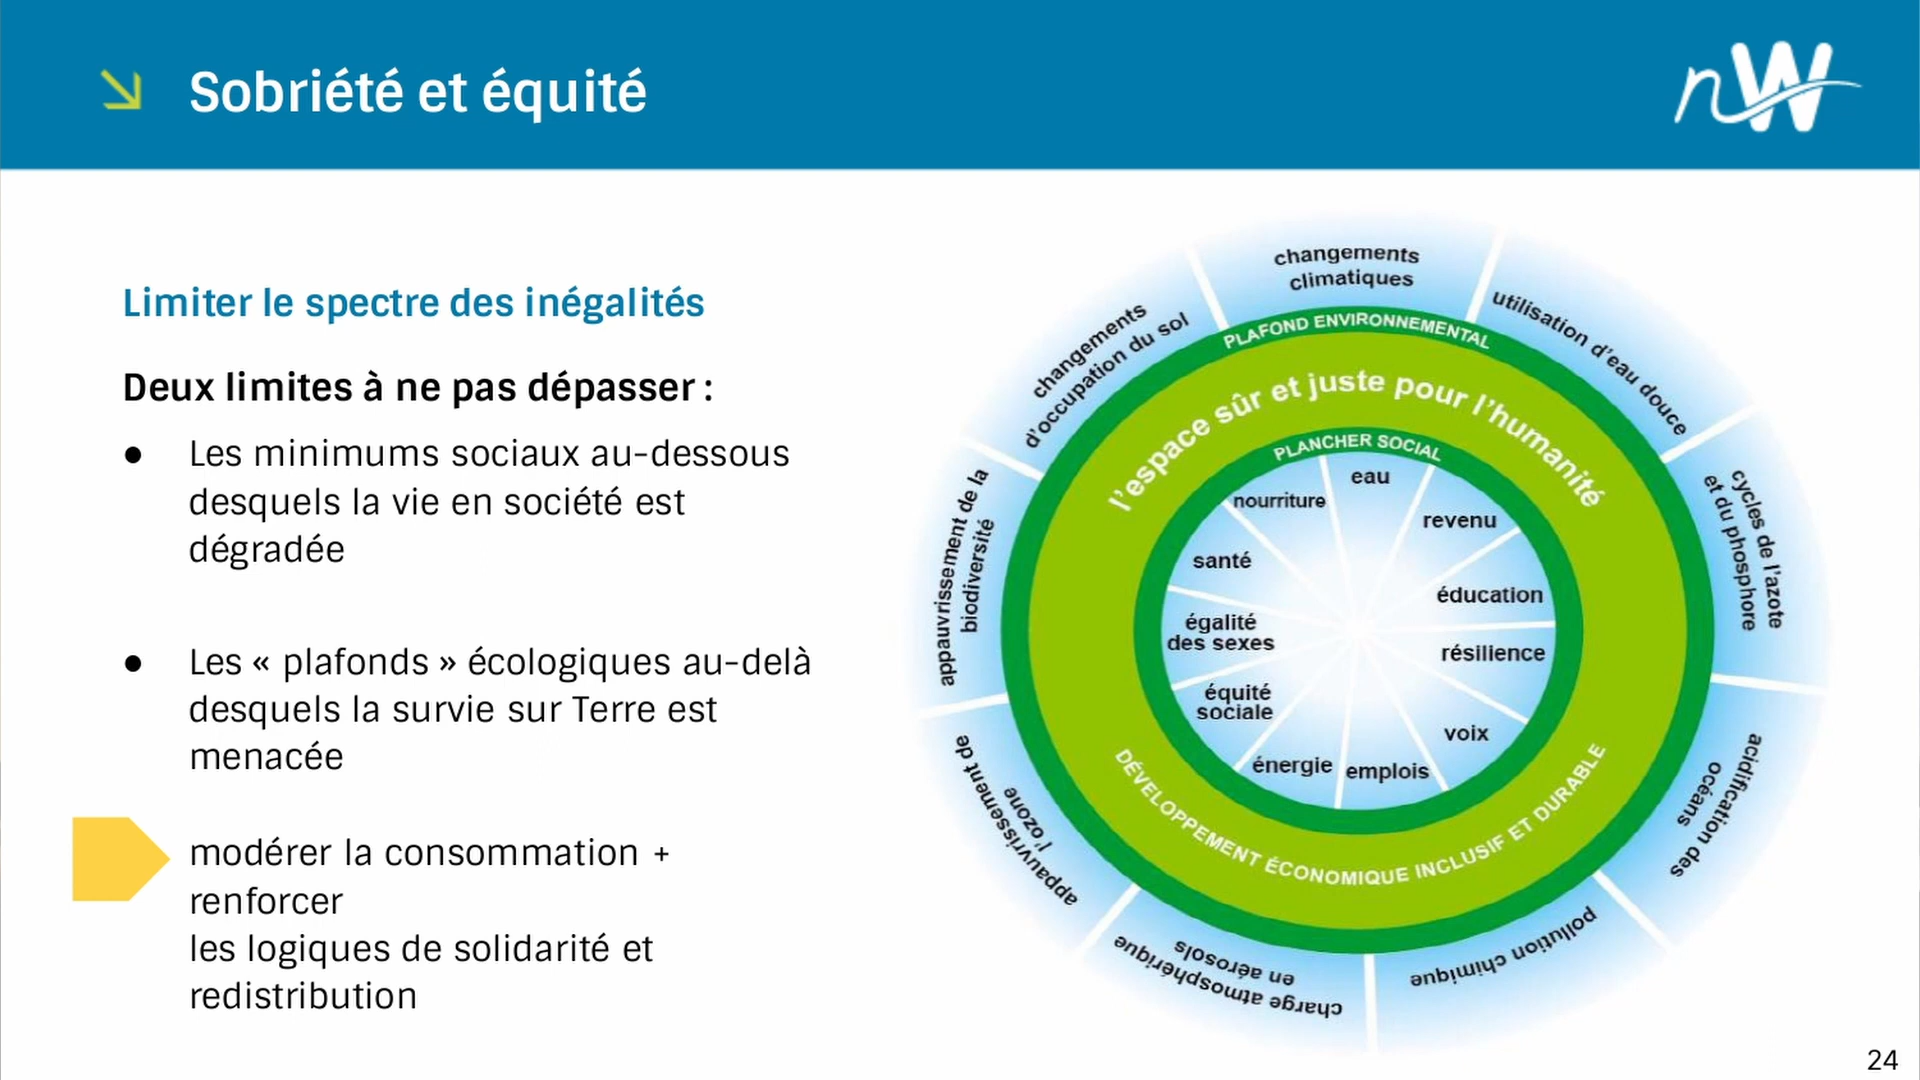 Sobriété et équité
nW
Limiter le spectre des inégalités
Deux limites à ne pas dépasser :
● Les minimums sociaux au-dessous
desquels la vie en société est
dégradée
● Les « plafonds » écologiques au-delà
desquels la survie sur Terre est
menacée
modérer la consommation +
renforcer
les logiques de solidarité et
redistribution
changements
climatiques
utilisation d'eau douce
cycles de l'azote
et du phosphore
acidification des
océans
pollution chimique
charge atmosphérique
en aérosols
appauvrissement de
l'ozone
appauvrissement de la
biodiversité
changements
d'occupation du sol
PLAFOND ENVIRONNEMENTAL
l'espace sûr et juste pour l'humanité
PLANCHER SOCIAL
eau
revenu
éducation
résilience
voix
emplois
énergie
équité
sociale
égalité
des sexes
santé
nourriture
DÉVELOPPEMENT ÉCONOMIQUE INCLUSIF ET DURABLE
24